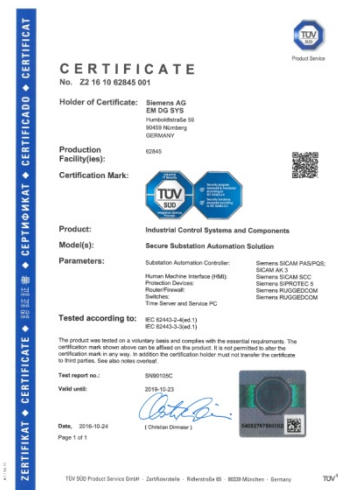 TÜV
SÜD
Product Service
CERTIFICATE
No. Z2 16 10 62845 001
Holder of Certificate: Siemens AG
EM DG SYS
Humboldtstraße 59
90459 Nürnberg
GERMANY
Production
Facility(ies): 62845
Certification Mark:
TÜV
SÜD
Product: Industrial Control Systems and Components
Model(s): Secure Substation Automation Solution
Parameters: Substation Automation Controller: Siemens SICAM PAS/PQS;
SICAM AK 3
Human Machine Interface (HMI): Siemens SICAM SCC
Protection Devices: Siemens SIPROTEC 5
Router/Firewall: Siemens RUGGEDCOM
Switches: Siemens RUGGEDCOM
Time Server and Service PC
Tested according to: IEC 62443-2-4(ed.1)
IEC 62443-3-3(ed.1)
The product was tested on a voluntary basis and complies with the essential requirements. The
certification mark shown above can be affixed on the product. It is not permitted to alter the
certification mark in any way. In addition the certification holder must not transfer the certificate
to third parties. See also notes overleaf.
Test report no.: SN90105C
Valid until: 2019-10-23
Date, 2016-10-24
( Christian Dirmeier )
Page 1 of 1
TÜV SÜD Product Service GmbH · Zertifizierstelle · Ridlerstraße 65 · 80339 München · Germany
TÜV
ZERTIFIKAT ◆ CERTIFICATE ◆
◆ СЕРТИФИКАТ ◆ CERTIFICADO ◆ CERTIFICAT